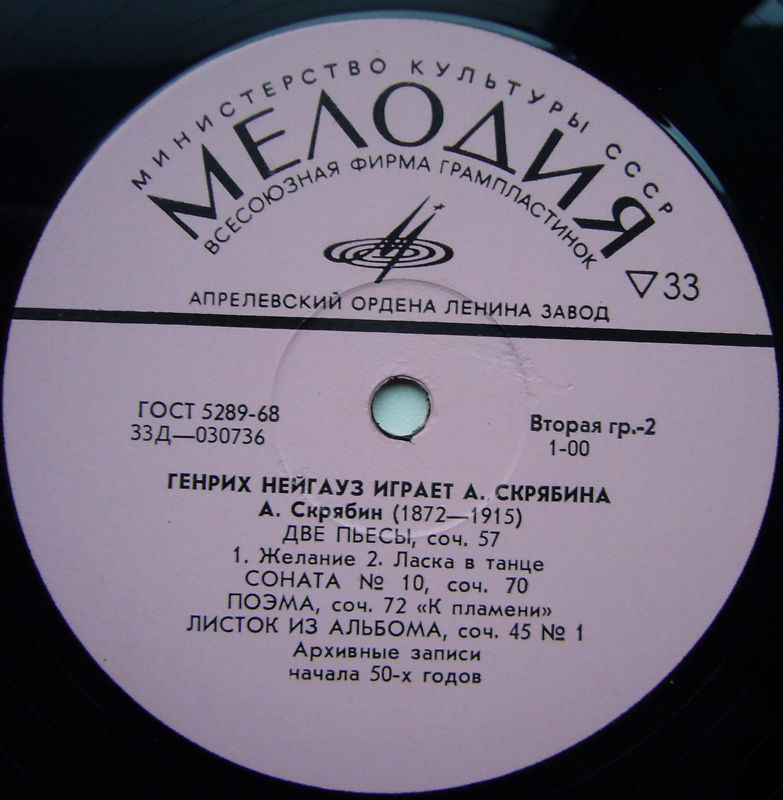 МИНИСТЕРСТВО КУЛЬТУРЫ СССР
МЕЛОДИЯ
ВСЕСОЮЗНАЯ ФИРМА ГРАМПЛАСТИНОК
33
АПРЕЛЕВСКИЙ ОРДЕНА ЛЕНИНА ЗАВОД
ГОСТ 5289-68
33Д—030736
Вторая гр.-2
1-00
ГЕНРИХ НЕЙГАУЗ ИГРАЕТ А. СКРЯБИНА
А. Скрябин (1872—1915)
ДВЕ ПЬЕСЫ, соч. 57
1. Желание 2. Ласка в танце
СОНАТА № 10, соч. 70
ПОЭМА, соч. 72 «К пламени»
ЛИСТОК ИЗ АЛЬБОМА, соч. 45 № 1
Архивные записи
начала 50-х годов